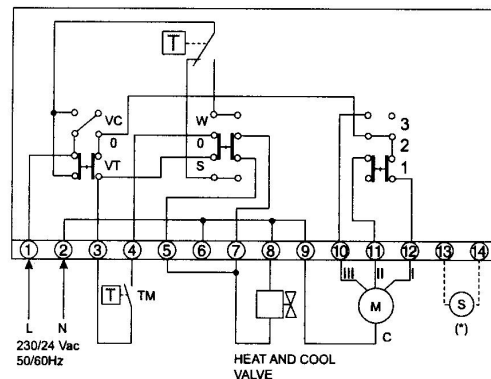 T
VC
W
3
0
0
2
VT
S
1
1 2 3 4 5 6 7 8 9 10 11 12 13 14
III II I
T TM
M
S
L N
(*)
230/24 Vac
C
50/60Hz
HEAT AND COOL
VALVE